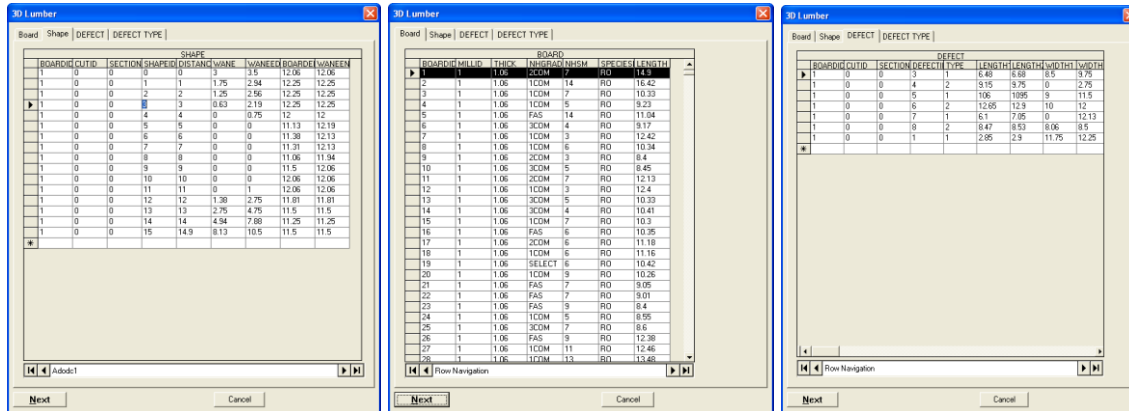 3D Lumber
Board Shape DEFECT DEFECT TYPE
SHAPE
BOARDID CUTID SECTION SHAPEID DISTANC WANE WANEED BOARDEI WANEEN
1 0 0 0 0 3 3.5 12.06 12.06
1 0 0 1 1 1.75 2.94 12.25 12.25
1 0 0 2 2 1.25 2.56 12.25 12.25
1 0 0 3 3 0.63 2.19 12.25 12.25
1 0 0 4 4 0 0.75 12 12
1 0 0 5 5 0 0 11.13 12.19
1 0 0 6 6 0 0 11.38 12.13
1 0 0 7 7 0 0 11.31 12.13
1 0 0 8 8 0 0 11.06 11.94
1 0 0 9 9 0 0 11.5 12.06
1 0 0 10 10 0 0 12.06 12.06
1 0 0 11 11 0 1 12.06 12.06
1 0 0 12 12 1.38 2.75 11.81 11.81
1 0 0 13 13 2.75 4.75 11.5 11.5
1 0 0 14 14 4.94 7.88 11.25 11.25
1 0 0 15 14.9 8.13 10.5 11.5 11.5
Adodc1
Next Cancel
3D Lumber
Board Shape DEFECT DEFECT TYPE
BOARD
BOARDID MILLID THICK NHGRAD NHSM SPECIES LENGTH
1 1 1.06 2COM 7 RO 14.9
2 1 1.06 1COM 14 RO 16.42
3 1 1.06 1COM 7 RO 10.33
4 1 1.06 1COM 5 RO 9.23
5 1 1.06 FAS 14 RO 11.04
6 1 1.06 3COM 4 RO 9.17
7 1 1.06 1COM 3 RO 12.42
8 1 1.06 1COM 6 RO 10.34
9 1 1.06 2COM 3 RO 8.4
10 1 1.06 3COM 5 RO 8.45
11 1 1.06 2COM 7 RO 12.13
12 1 1.06 1COM 3 RO 12.4
13 1 1.06 3COM 5 RO 10.33
14 1 1.06 3COM 4 RO 10.41
15 1 1.06 1COM 7 RO 10.3
16 1 1.06 FAS 6 RO 10.35
17 1 1.06 2COM 6 RO 11.18
18 1 1.06 1COM 6 RO 11.16
19 1 1.06 SELECT 6 RO 10.42
20 1 1.06 1COM 9 RO 10.26
21 1 1.06 FAS 7 RO 9.05
22 1 1.06 FAS 7 RO 9.01
23 1 1.06 FAS 9 RO 8.4
24 1 1.06 1COM 5 RO 8.55
25 1 1.06 3COM 7 RO 8.6
26 1 1.06 FAS 9 RO 12.38
27 1 1.06 1COM 11 RO 12.46
28 1 1.06 1COM 13 RO 13.48
Row Navigation
Next Cancel
3D Lumber
Board Shape DEFECT DEFECT TYPE
DEFECT
BOARDID CUTID SECTION DEFECTI TYPE LENGTH1 LENGTH2 WIDTH1 WIDTH
1 0 0 3 1 6.48 6.68 8.5 9.75
1 0 0 4 2 9.15 9.75 0 2.75
1 0 0 5 1 106 1095 9 11.5
1 0 0 6 2 12.65 12.9 10 12
1 0 0 7 1 6.1 7.05 0 12.13
1 0 0 8 2 8.47 8.53 8.06 8.5
1 0 0 1 1 2.85 2.9 11.75 12.25
Row Navigation
Next Cancel